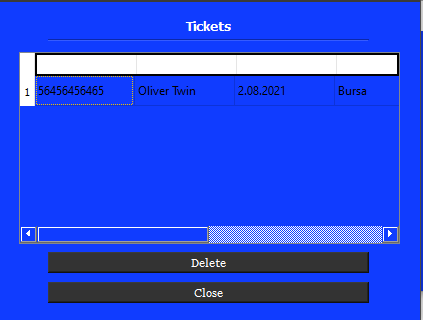 Tickets
1 56456456465 Oliver Twin 2.08.2021 Bursa
Delete
Close